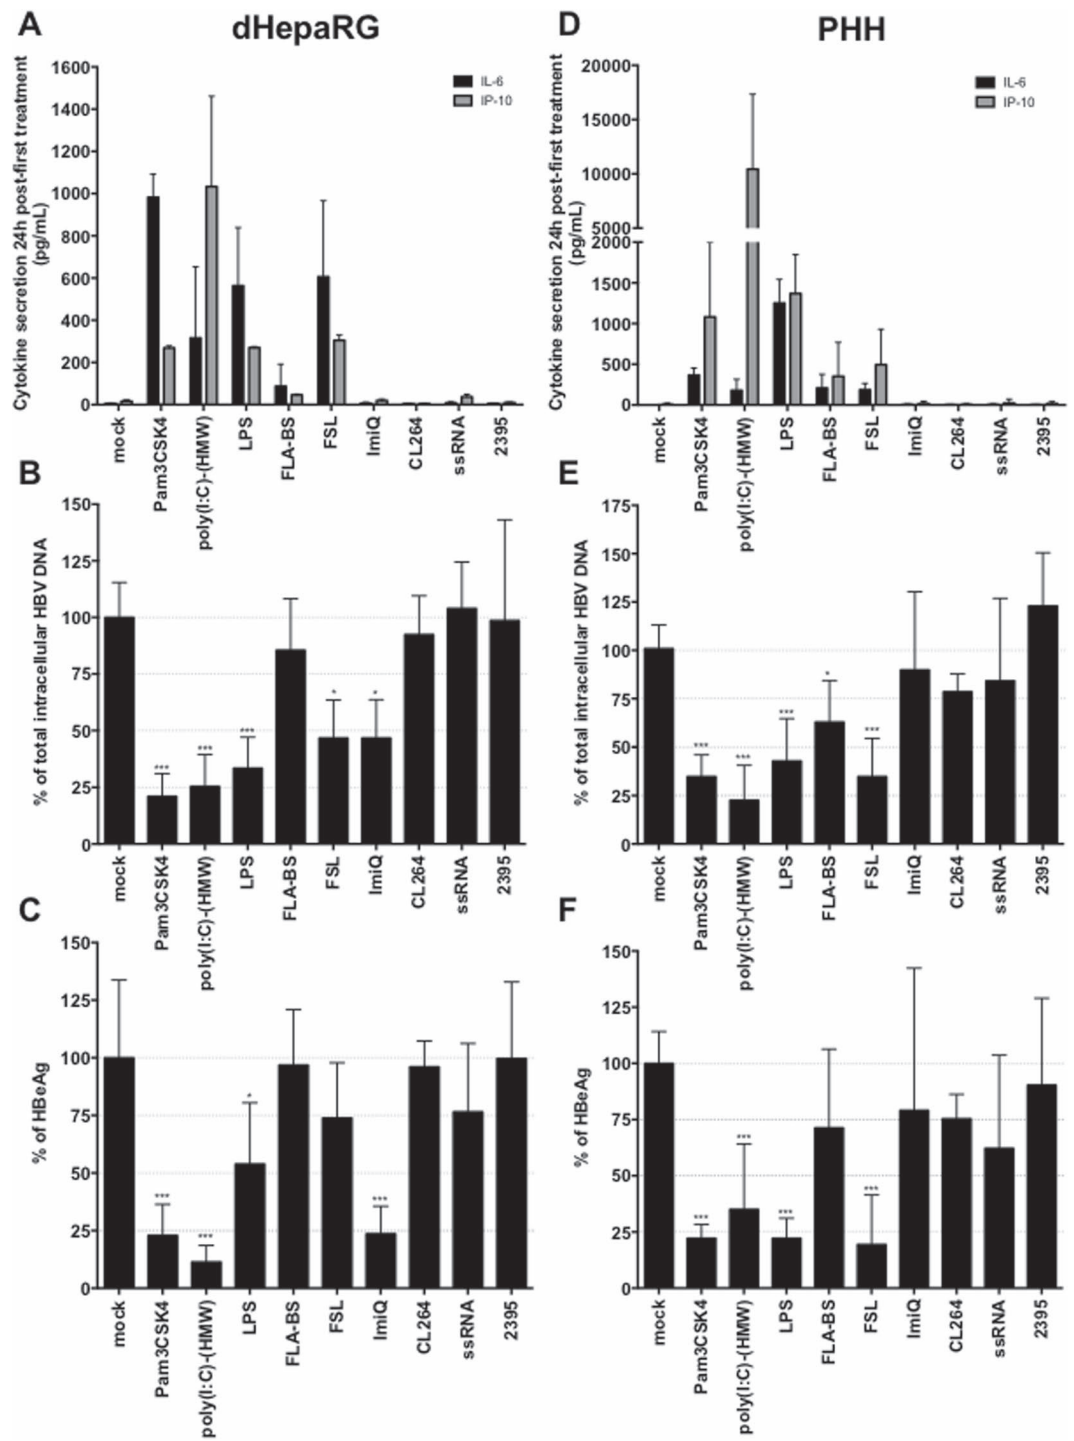 A
dHepaRG
Cytokine secretion 24h post-first treatment
(pg/mL)
1600
1400
1200
1000
800
600
400
200
0
IL-6
IP-10
mock
Pam3CSK4
poly(I:C)-(HMW)
LPS
FLA-BS
FSL
ImiQ
CL264
ssRNA
2395
D
PHH
Cytokine secretion 24h post-first treatment
(pg/mL)
20000
15000
10000
5000
2000
1500
1000
500
0
IL-6
IP-10
mock
Pam3CSK4
poly(I:C)-(HMW)
LPS
FLA-BS
FSL
ImiQ
CL264
ssRNA
2395
B
% of total intracellular HBV DNA
150
125
100
75
50
25
0
***
***
***
*
*
mock
Pam3CSK4
poly(I:C)-(HMW)
LPS
FLA-BS
FSL
ImiQ
CL264
ssRNA
2395
E
% of total intracellular HBV DNA
175
150
125
100
75
50
25
0
***
***
***
*
***
mock
Pam3CSK4
poly(I:C)-(HMW)
LPS
FLA-BS
FSL
ImiQ
CL264
ssRNA
2395
C
% of HBeAg
150
125
100
75
50
25
0
***
***
*
***
mock
Pam3CSK4
poly(I:C)-(HMW)
LPS
FLA-BS
FSL
ImiQ
CL264
ssRNA
2395
F
% of HBeAg
150
125
100
75
50
25
0
***
***
***
***
mock
Pam3CSK4
poly(I:C)-(HMW)
LPS
FLA-BS
FSL
ImiQ
CL264
ssRNA
2395